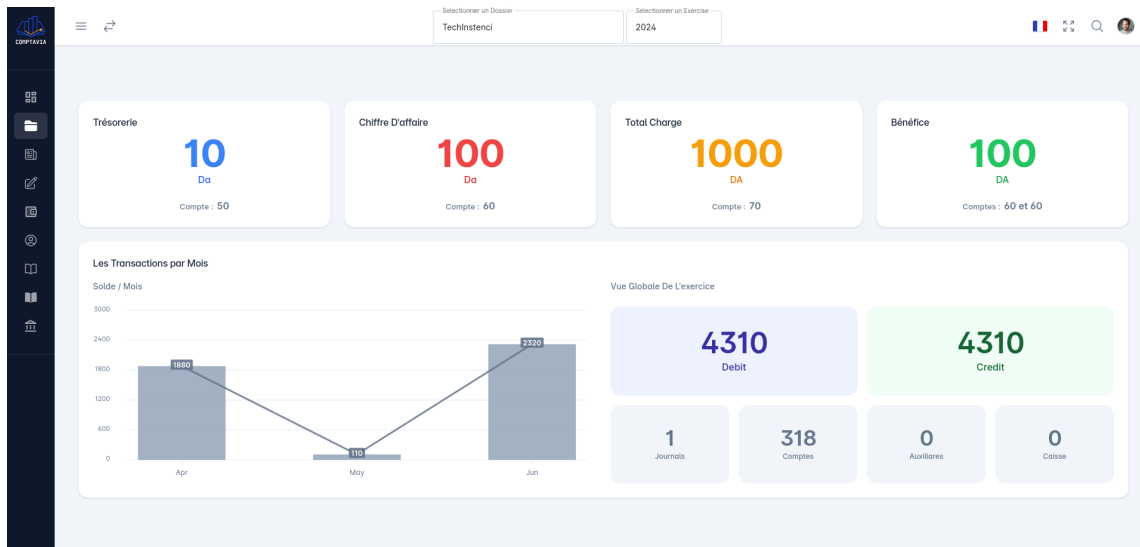 COMPTAVIA
Selectionner un Dossier
TechInstenci
Selectionner un Exercise
2024
Trésorerie
10
Da
Compte : 50
Chiffre D'affaire
100
Da
Compte : 60
Total Charge
1000
DA
Compte : 70
Bénéfice
100
DA
Comptes : 60 et 60
Les Transactions par Mois
Solde / Mois
3000
2400
1800
1200
600
0
1880
110
2320
Apr
May
Jun
Vue Globale De L'exercice
4310
Debit
4310
Credit
1
Journals
318
Comptes
0
Auxiliares
0
Caisse